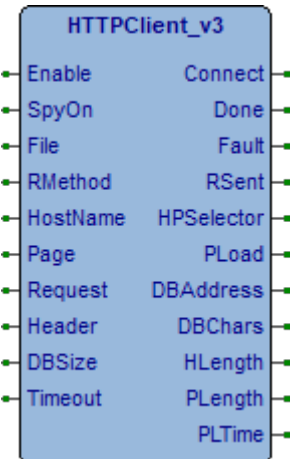 HTTPClient_v3
Enable Connect
SpyOn Done
File Fault
RMethod RSent
HostName HPSelector
Page PLoad
Request DBAddress
Header DBChars
DBSize HLength
Timeout PLength
PLTime